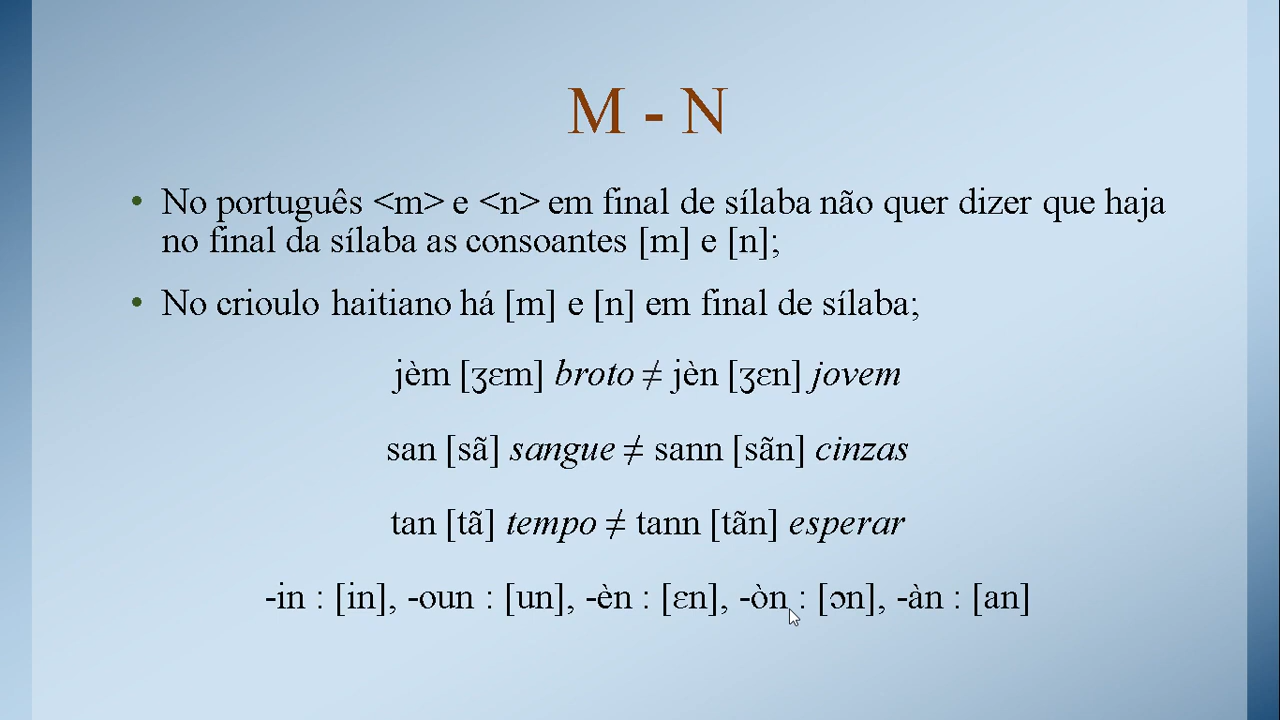 M - N
• No português <m> e <n> em final de sílaba não quer dizer que haja
no final da sílaba as consoantes [m] e [n];
• No crioulo haitiano há [m] e [n] em final de sílaba;
jèm [ʒɛm] broto ≠ jèn [ʒɛn] jovem
san [sã] sangue ≠ sann [sãn] cinzas
tan [tã] tempo ≠ tann [tãn] esperar
-in : [in], -oun : [un], -èn : [ɛn], -òn : [ɔn], -àn : [an]